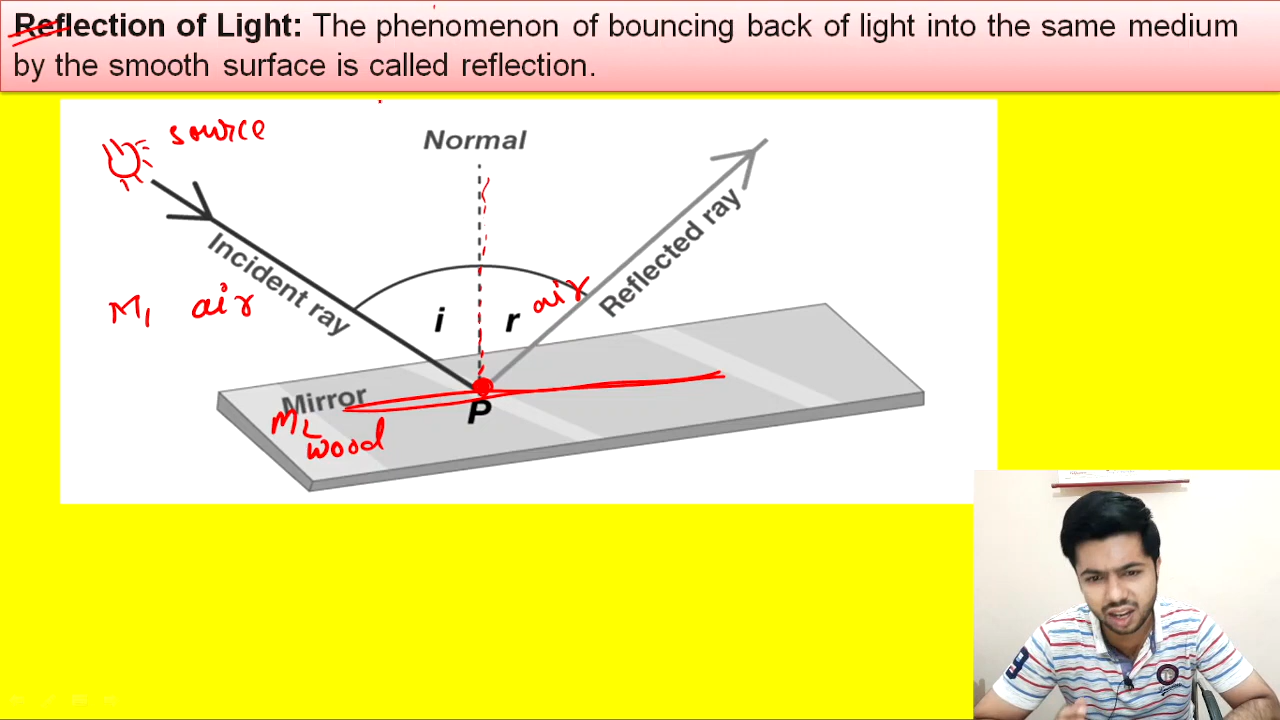 Reflection of Light: The phenomenon of bouncing back of light into the same medium
by the smooth surface is called reflection.
source
Normal
Incident ray
Reflected ray
M1 air
i
r
air
Mirror
P
M2
wood